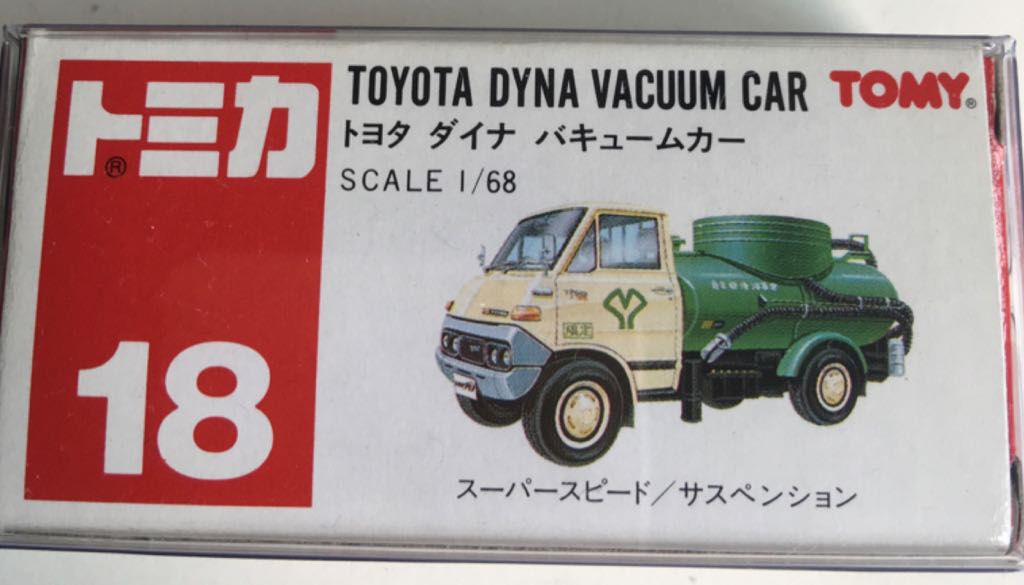 トミカ®
TOYOTA DYNA VACUUM CAR
TOMY®
トヨタ ダイナ バキュームカー
SCALE 1/68
18
スーパースピード/サスペンション